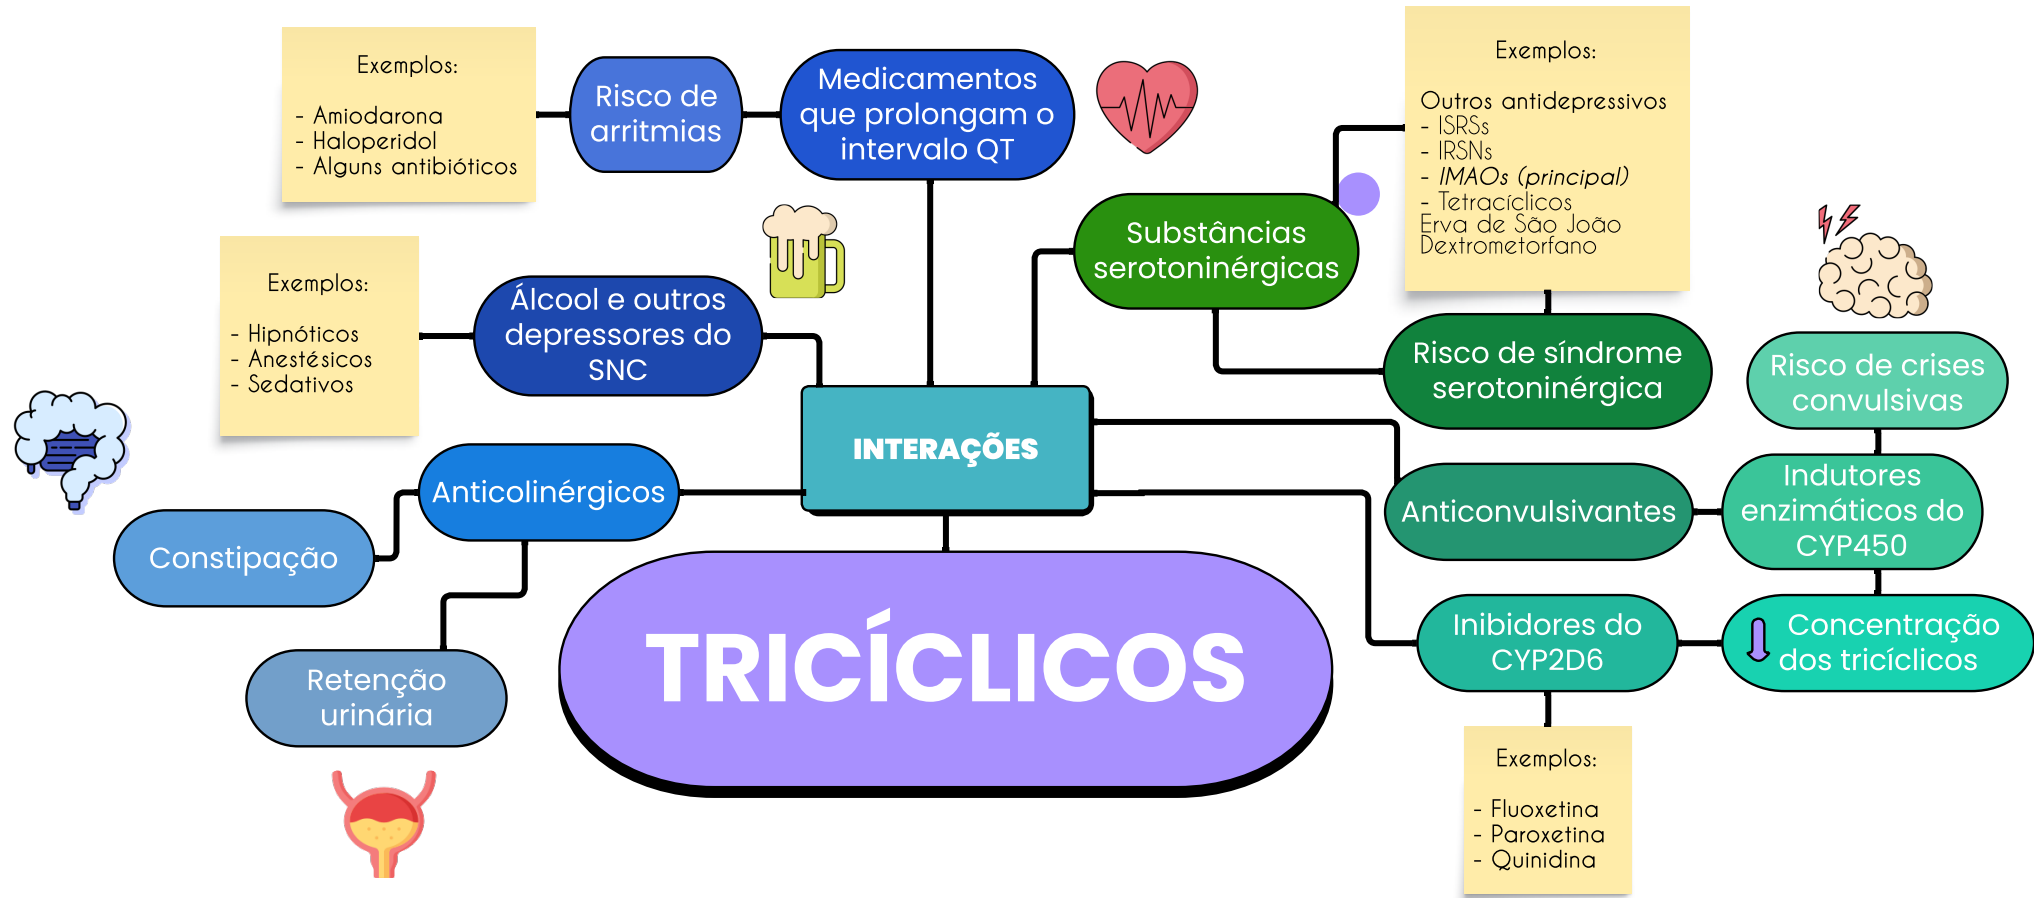 Exemplos:
- Amiodarona
- Haloperidol
- Alguns antibióticos
Risco de
arritmias
Medicamentos
que prolongam o
intervalo QT
Exemplos:
Outros antidepressivos
- ISRSs
- IRSNs
- IMAOs (principal)
- Tetracíclicos
Erva de São João
Dextrometorfano
Substâncias
serotoninérgicas
Exemplos:
- Hipnóticos
- Anestésicos
- Sedativos
Álcool e outros
depressores do
SNC
Risco de síndrome
serotoninérgica
Risco de crises
convulsivas
INTERAÇÕES
Anticolinérgicos
Anticonvulsivantes
Indutores
enzimáticos do
CYP450
Constipação
Retenção
urinária
TRICÍCLICOS
Inibidores do
CYP2D6
Concentração
dos tricíclicos
Exemplos:
- Fluoxetina
- Paroxetina
- Quinidina